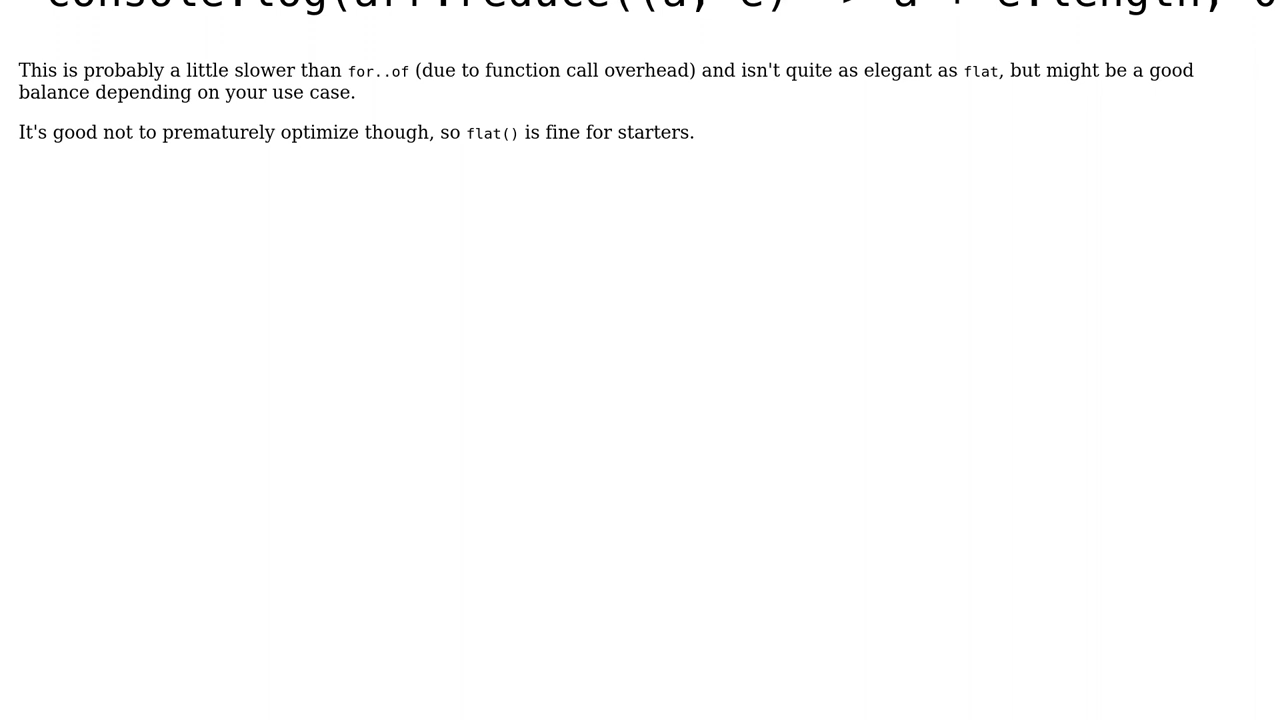 console.log(arr.reduce((a, e) => a + e.length, 0
This is probably a little slower than for..of (due to function call overhead) and isn't quite as elegant as flat, but might be a good
balance depending on your use case.
It's good not to prematurely optimize though, so flat() is fine for starters.